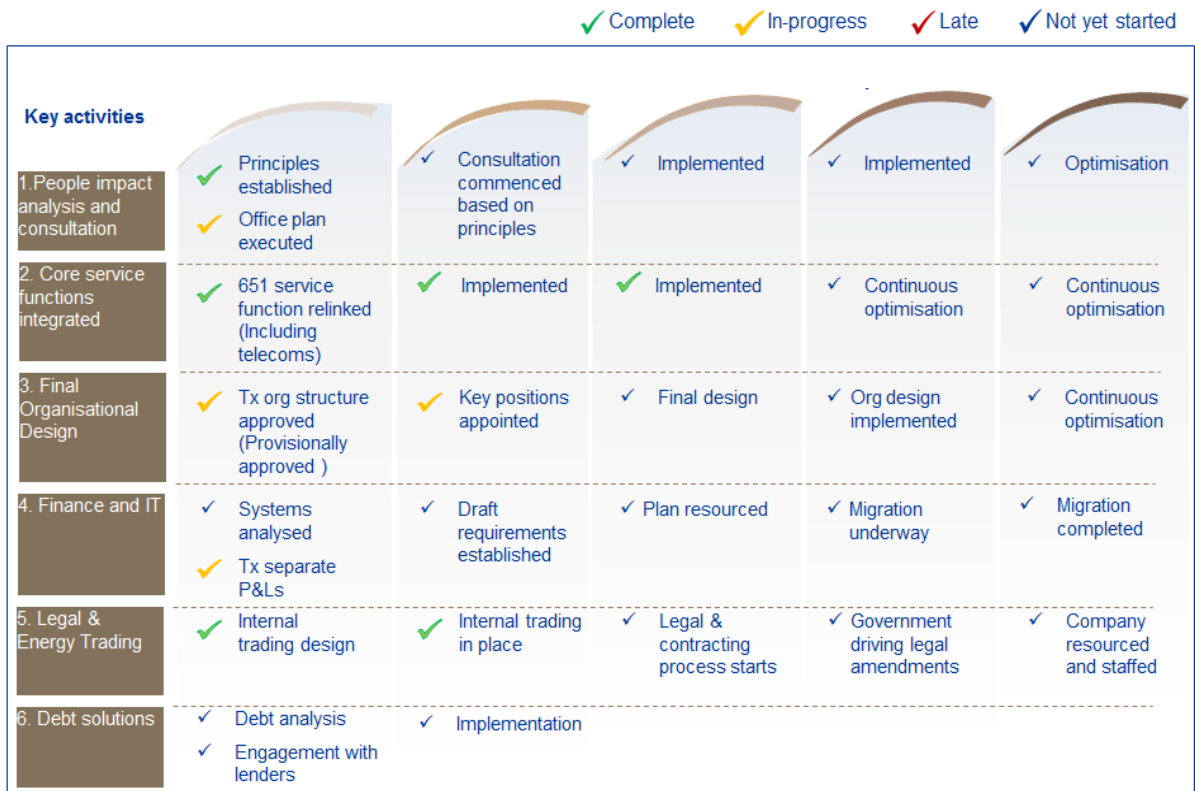 Complete
In-progress
Late
Not yet started
Key activities
1.People impact
analysis and
consultation
Principles
established
Office plan
executed
Consultation
commenced
based on
principles
Implemented
Implemented
Optimisation
2. Core service
functions
integrated
651 service
function relinked
(Including
telecoms)
Implemented
Implemented
Continuous
optimisation
Continuous
optimisation
3. Final
Organisational
Design
Tx org structure
approved
(Provisionally
approved )
Key positions
appointed
Final design
Org design
implemented
Continuous
optimisation
4. Finance and IT
Systems
analysed
Tx separate
P&Ls
Draft
requirements
established
Plan resourced
Migration
underway
Migration
completed
5. Legal &
Energy Trading
Internal
trading design
Internal trading
in place
Legal &
contracting
process starts
Government
driving legal
amendments
Company
resourced
and staffed
6. Debt solutions
Debt analysis
Engagement with
lenders
Implementation